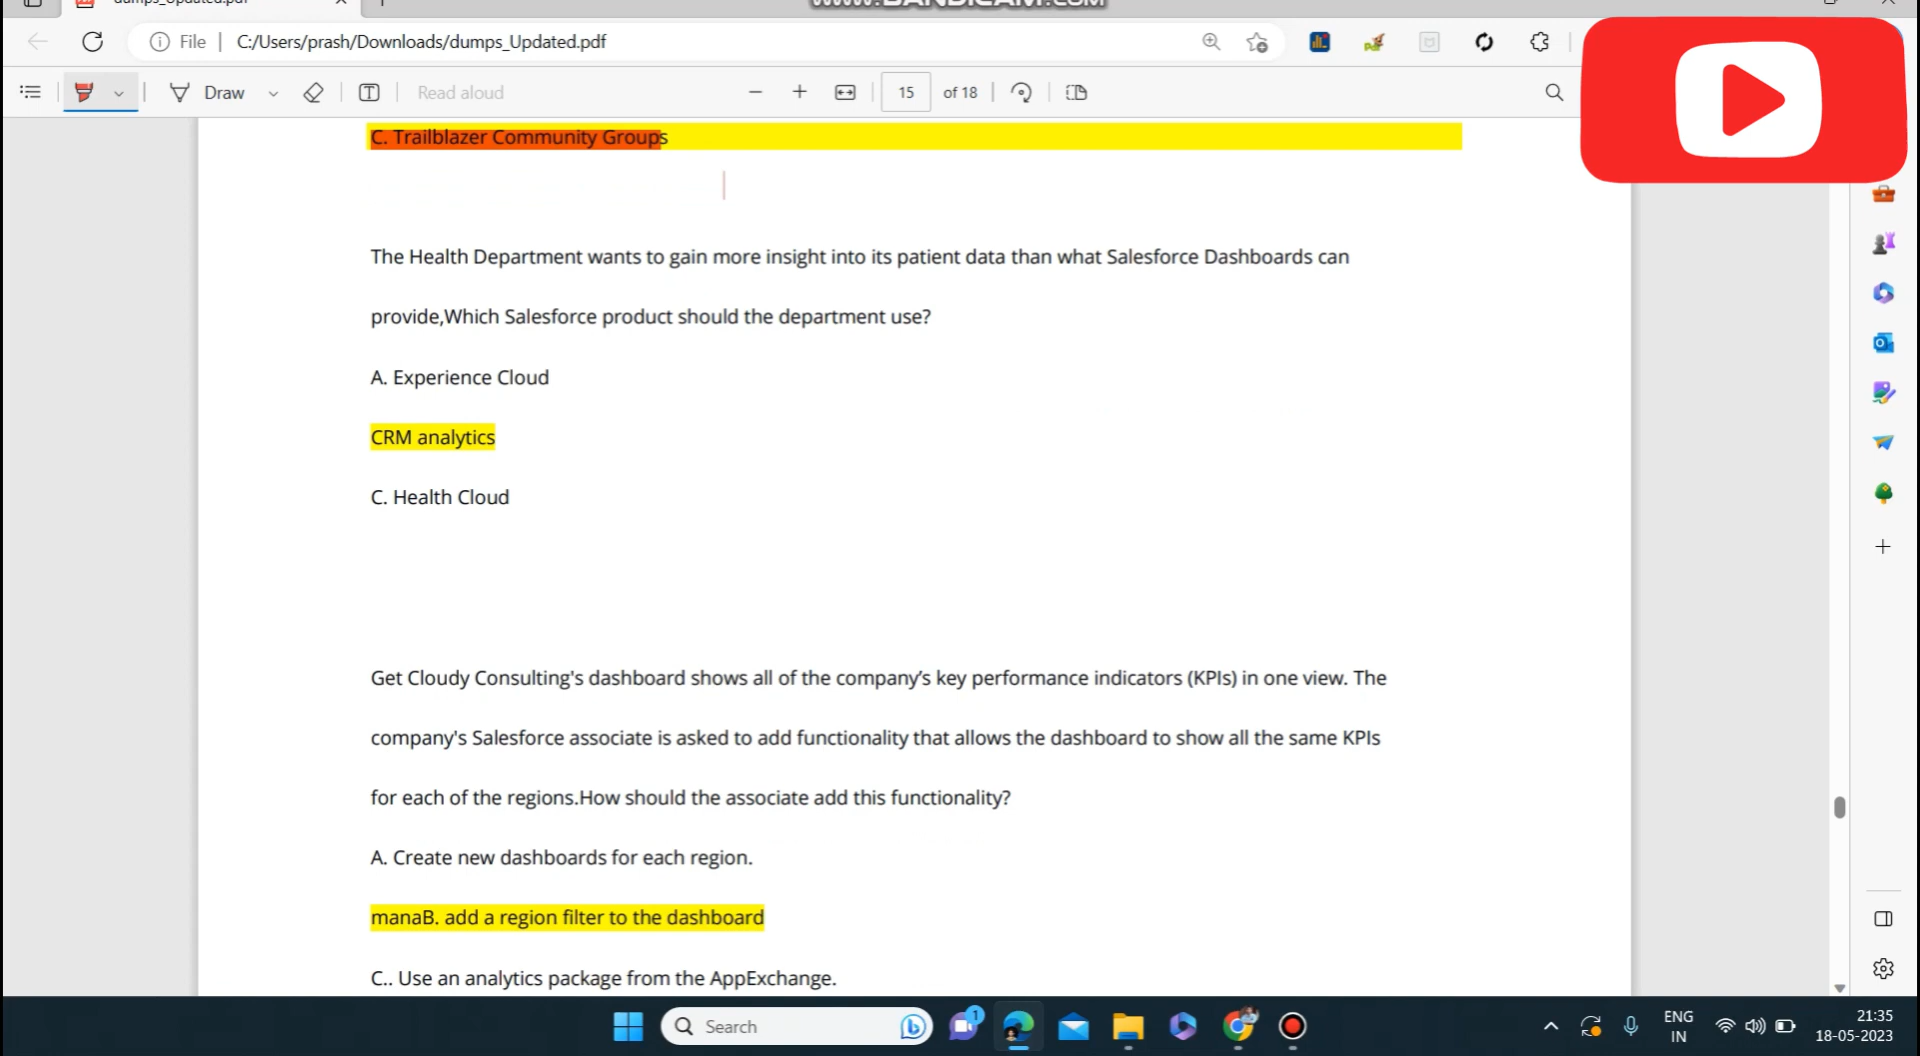 dumps_Updated.pdf
www.BANDICAM.com
File C:/Users/prash/Downloads/dumps_Updated.pdf
Draw Read aloud 15 of 18
C. Trailblazer Community Groups
The Health Department wants to gain more insight into its patient data than what Salesforce Dashboards can
provide,Which Salesforce product should the department use?
A. Experience Cloud
CRM analytics
C. Health Cloud
Get Cloudy Consulting's dashboard shows all of the company's key performance indicators (KPIs) in one view. The
company's Salesforce associate is asked to add functionality that allows the dashboard to show all the same KPIs
for each of the regions.How should the associate add this functionality?
A. Create new dashboards for each region.
manaB. add a region filter to the dashboard
C.. Use an analytics package from the AppExchange.
Search 1 ENG 21:35
IN 18-05-2023